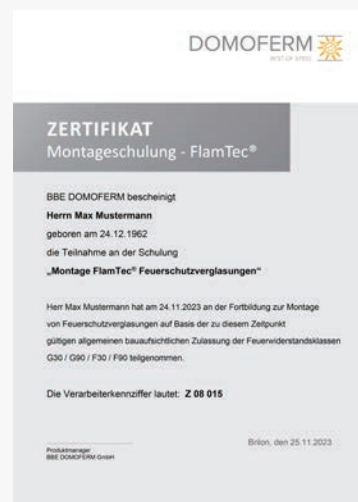 DOMOFERM
BEST OF STEEL
ZERTIFIKAT
Montageschulung - FlamTec®
BBE DOMOFERM bescheinigt
Herrn Max Mustermann
geboren am 24.12.1962
die Teilnahme an der Schulung
„Montage FlamTec® Feuerschutzverglasungen“
Herr Max Mustermann hat am 24.11.2023 an der Fortbildung zur Montage
von Feuerschutzverglasungen auf Basis der zu diesem Zeitpunkt
gültigen allgemeinen bauaufsichtlichen Zulassung der Feuerwiderstandsklassen
G30 / G90 / F30 / F90 teilgenommen.
Die Verarbeiterkennziffer lautet: Z 08 015
Brilon, den 25.11.2023
Produktmanager
BBE DOMOFERM GmbH